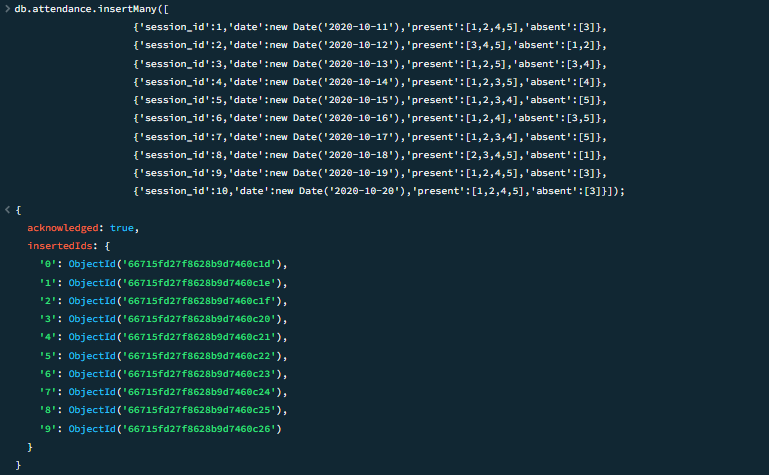 > db.attendance.insertMany([
{'session_id':1,'date':new Date('2020-10-11'),'present':[1,2,4,5],'absent':[3]},
{'session_id':2,'date':new Date('2020-10-12'),'present':[3,4,5],'absent':[1,2]},
{'session_id':3,'date':new Date('2020-10-13'),'present':[1,2,5],'absent':[3,4]},
{'session_id':4,'date':new Date('2020-10-14'),'present':[1,2,3,5],'absent':[4]},
{'session_id':5,'date':new Date('2020-10-15'),'present':[1,2,3,4],'absent':[5]},
{'session_id':6,'date':new Date('2020-10-16'),'present':[1,2,4],'absent':[3,5]},
{'session_id':7,'date':new Date('2020-10-17'),'present':[1,2,3,4],'absent':[5]},
{'session_id':8,'date':new Date('2020-10-18'),'present':[2,3,4,5],'absent':[1]},
{'session_id':9,'date':new Date('2020-10-19'),'present':[1,2,4,5],'absent':[3]},
{'session_id':10,'date':new Date('2020-10-20'),'present':[1,2,4,5],'absent':[3]}]);
< {
acknowledged: true,
insertedIds: {
'0': ObjectId('66715fd27f8628b9d7460c1d'),
'1': ObjectId('66715fd27f8628b9d7460c1e'),
'2': ObjectId('66715fd27f8628b9d7460c1f'),
'3': ObjectId('66715fd27f8628b9d7460c20'),
'4': ObjectId('66715fd27f8628b9d7460c21'),
'5': ObjectId('66715fd27f8628b9d7460c22'),
'6': ObjectId('66715fd27f8628b9d7460c23'),
'7': ObjectId('66715fd27f8628b9d7460c24'),
'8': ObjectId('66715fd27f8628b9d7460c25'),
'9': ObjectId('66715fd27f8628b9d7460c26')
}
}